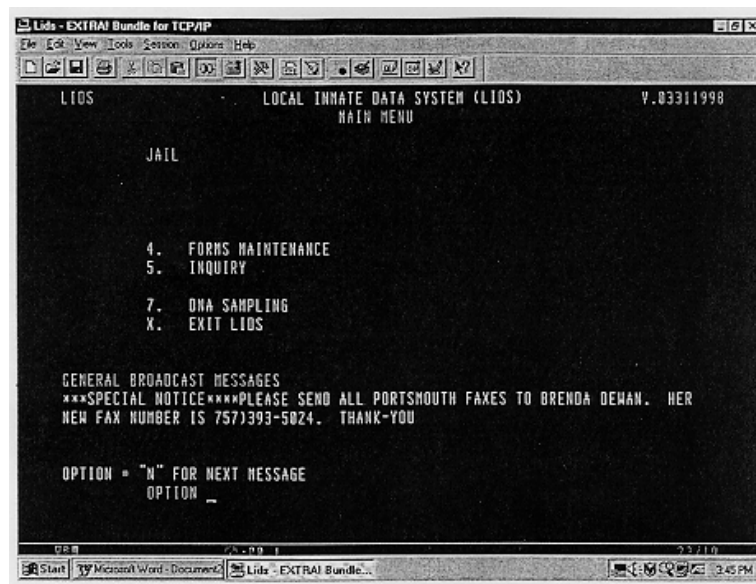 Lids - EXTRA! Bundle for TCP/IP
File Edit View Tools Session Options Help
LIDS LOCAL INMATE DATA SYSTEM (LIDS) V.03311998
MAIN MENU
JAIL
4. FORMS MAINTENANCE
5. INQUIRY
7. DNA SAMPLING
X. EXIT LIDS
GENERAL BROADCAST MESSAGES
***SPECIAL NOTICE****PLEASE SEND ALL PORTSMOUTH FAXES TO BRENDA DEWAN. HER
NEW FAX NUMBER IS 757)393-5024. THANK-YOU
OPTION = "N" FOR NEXT MESSAGE
OPTION _
23/10
Start Microsoft Word - Document2 Lids - EXTRA! Bundle... 3:45 PM